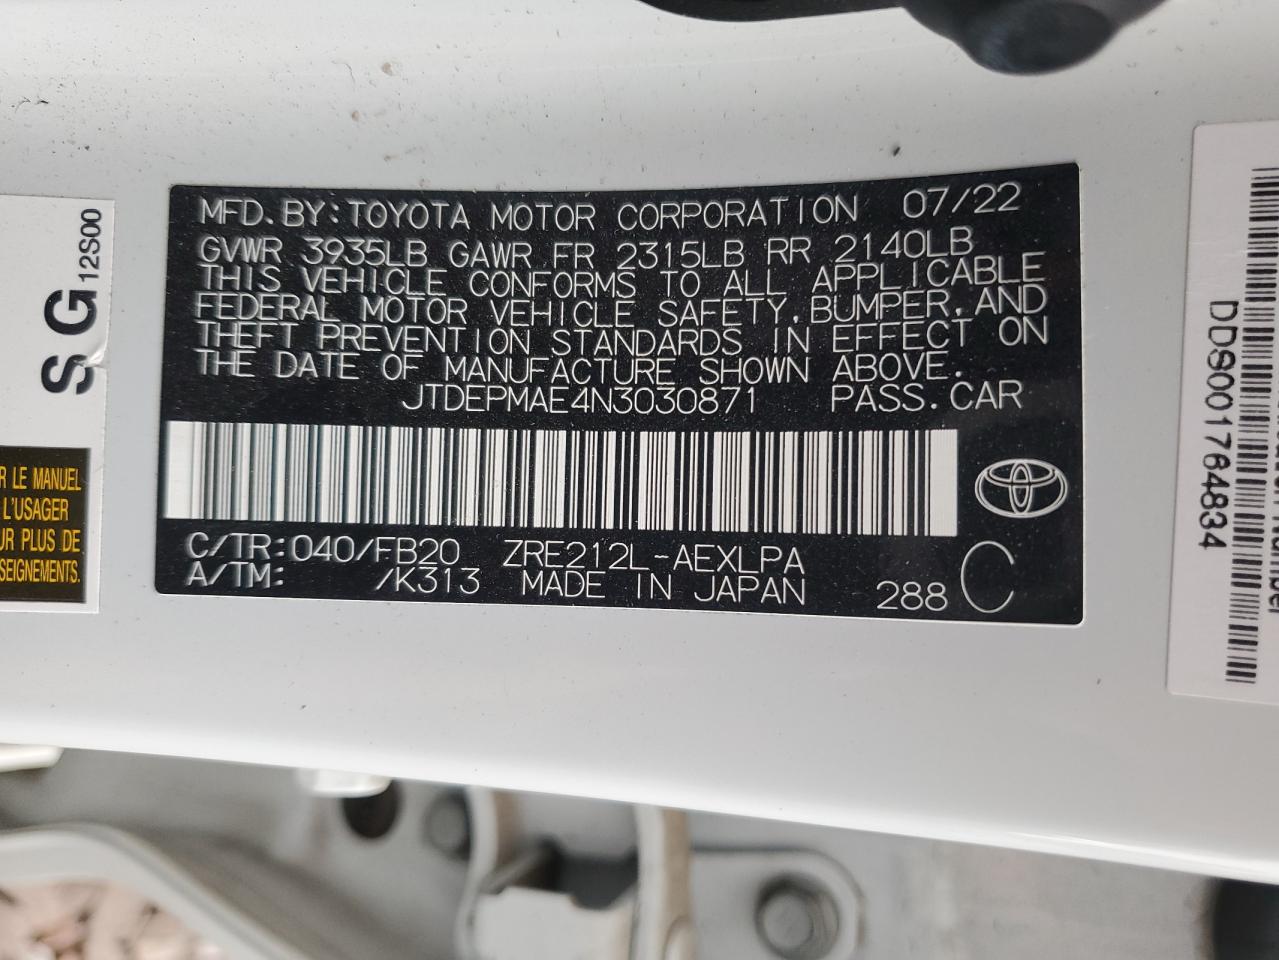 MFD.BY:TOYOTA MOTOR CORPORATION 07/22
GVWR 3935LB GAWR FR 2315LB RR 2140LB
THIS VEHICLE CONFORMS TO ALL APPLICABLE
FEDERAL MOTOR VEHICLE SAFETY,BUMPER,AND
THEFT PREVENTION STANDARDS IN EFFECT ON
THE DATE OF MANUFACTURE SHOWN ABOVE.
JTDEPMAE4N3030871 PASS.CAR
C/TR:040/FB20 ZRE212L-AEXLPA
A/TM: /K313 MADE IN JAPAN 288 C
SG 12S00
LE MANUEL
L'USAGER
PLUS DE
DDS001764834